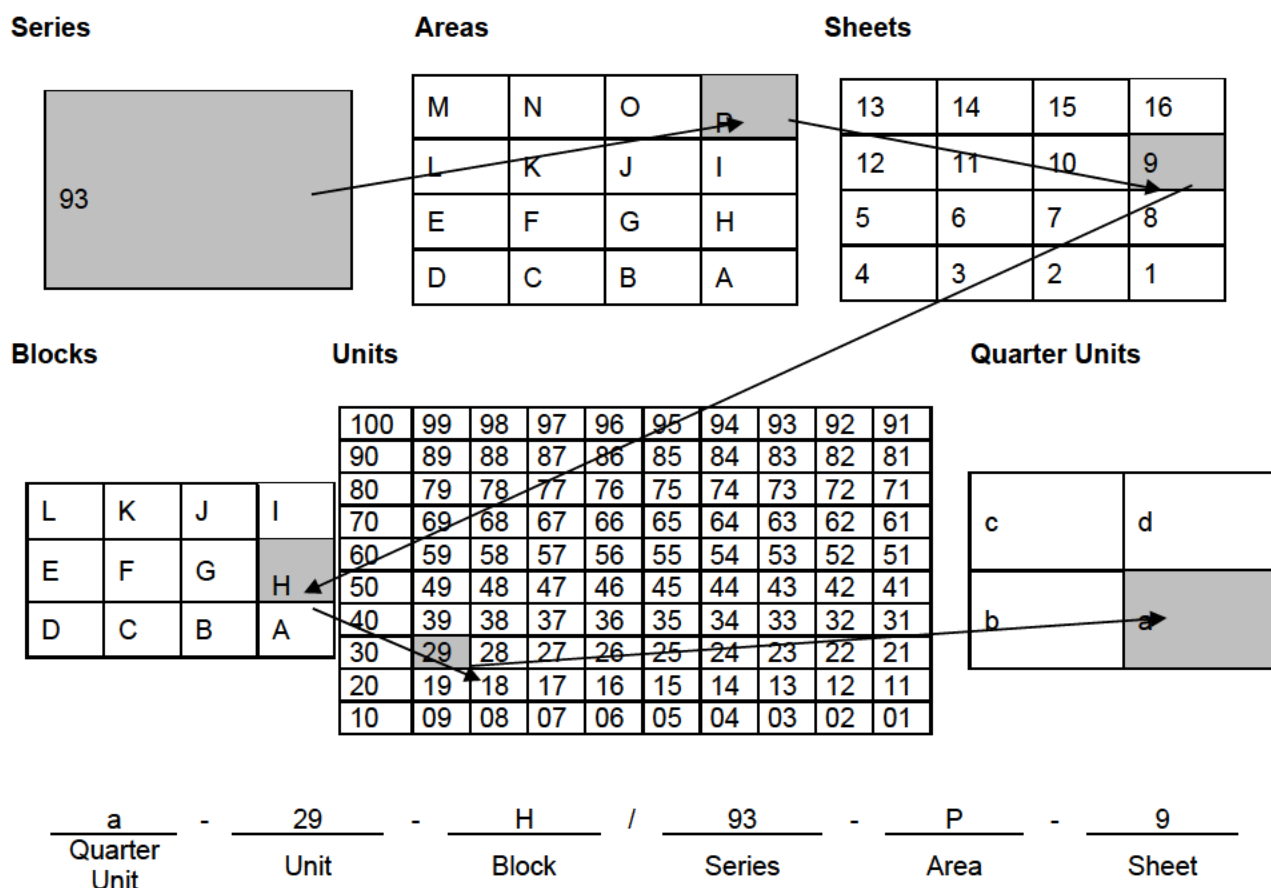 Series Areas Sheets
93
M N O P
L K J I
E F G H
D C B A
13 14 15 16
12 11 10 9
5 6 7 8
4 3 2 1
Blocks Units Quarter Units
L K J I
E F G H
D C B A
100 99 98 97 96 95 94 93 92 91
90 89 88 87 86 85 84 83 82 81
80 79 78 77 76 75 74 73 72 71
70 69 68 67 66 65 64 63 62 61
60 59 58 57 56 55 54 53 52 51
50 49 48 47 46 45 44 43 42 41
40 39 38 37 36 35 34 33 32 31
30 29 28 27 26 25 24 23 22 21
20 19 18 17 16 15 14 13 12 11
10 09 08 07 06 05 04 03 02 01
c d
b a
a - 29 - H / 93 - P - 9
Quarter Unit Block Series Area Sheet
Unit